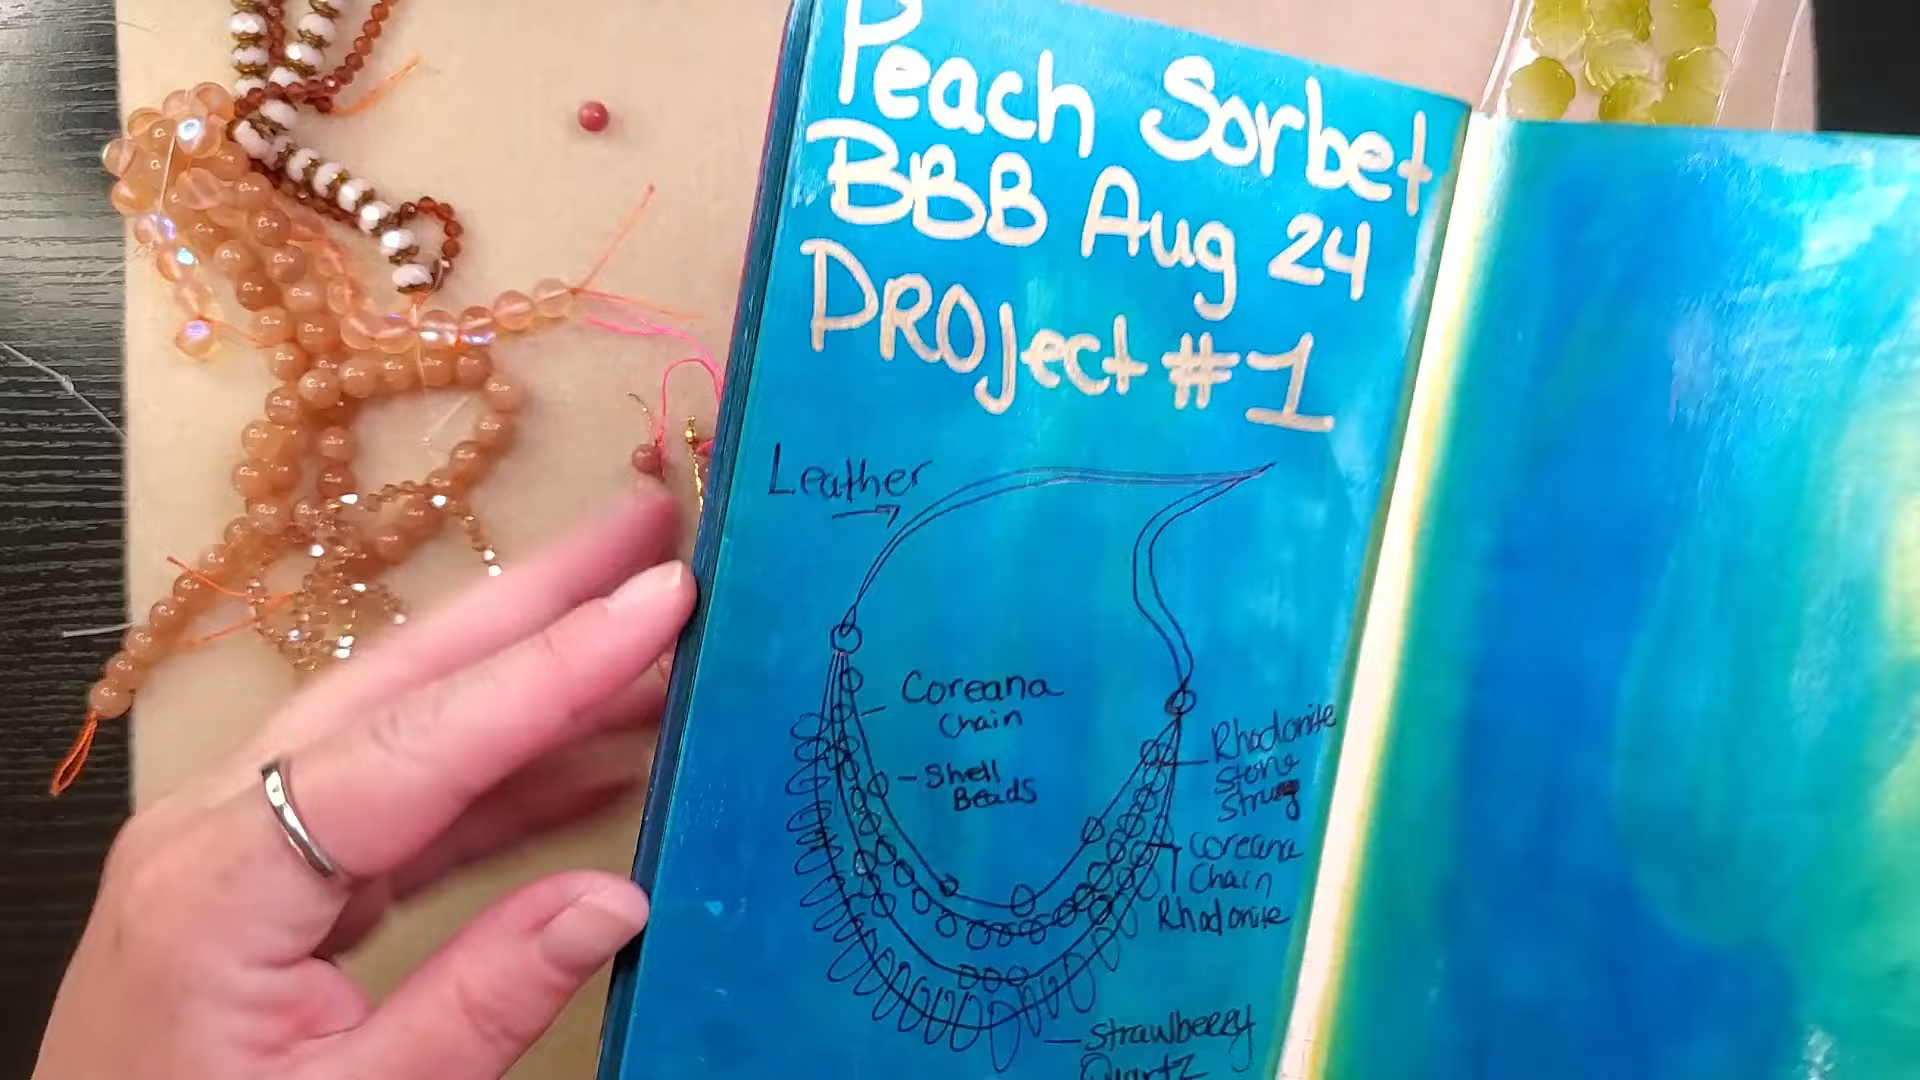 Peach Sorbet
BBB Aug 24
PROject #1
Leather
Coreana
Chain
Shell
Beads
Rhodonite
Stone
Strung
Coreana
Chain
Rhodonite
Strawberry
Quartz